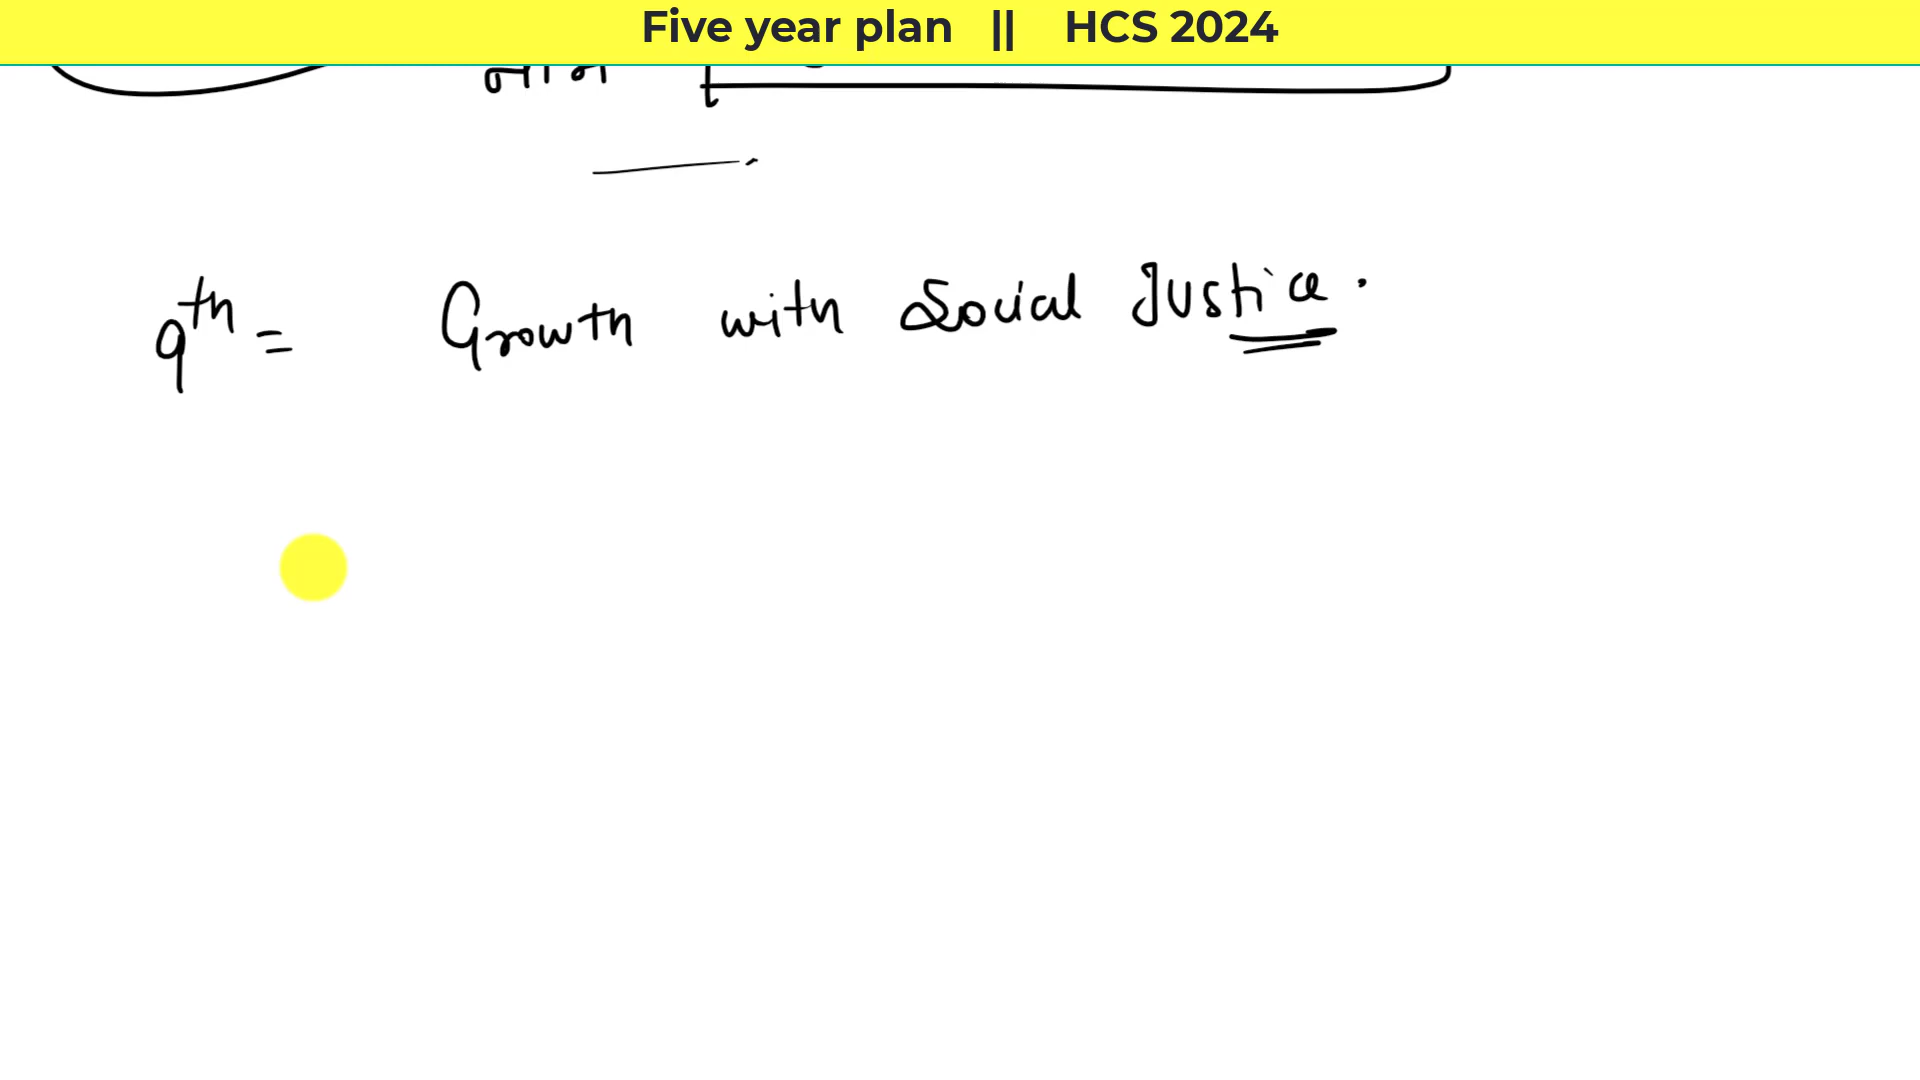 Five year plan || HCS 2024
9th = Growth with Social Justice.